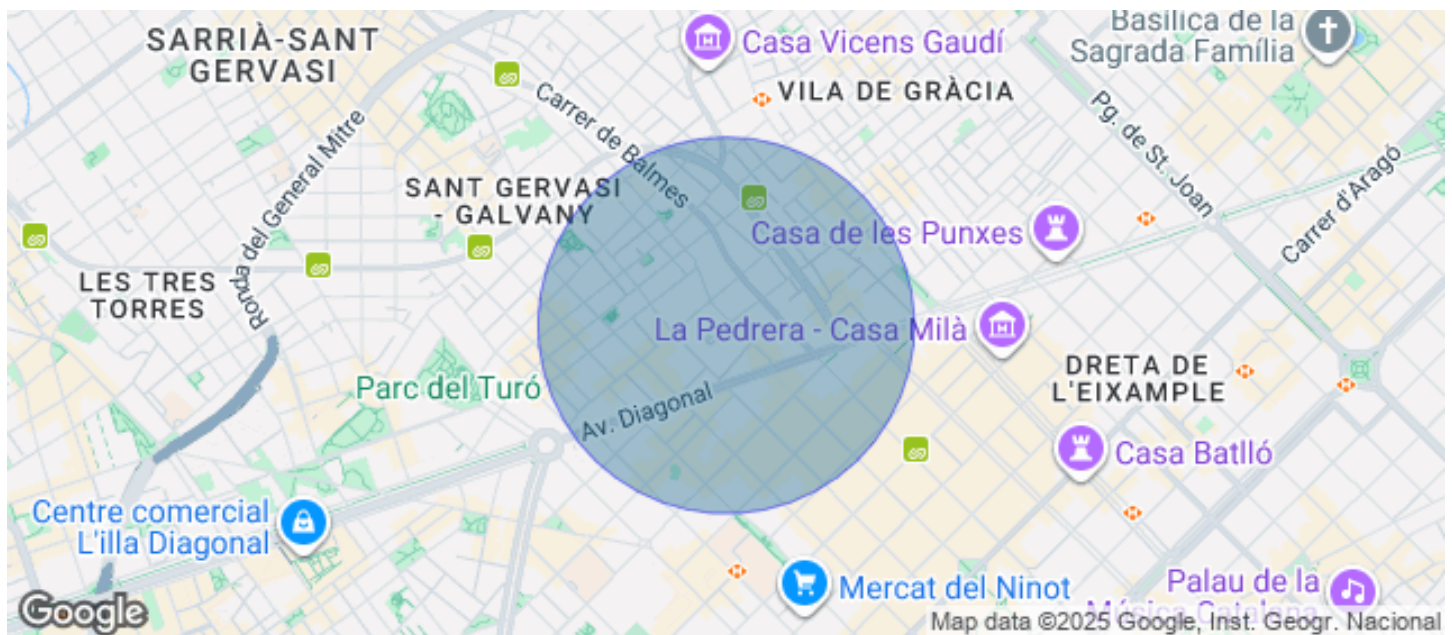 SARRIÀ-SANT
GERVASI
Casa Vicens Gaudí
Basílica de la
Sagrada Família
VILA DE GRÀCIA
Carrer de Balmes
Ronda del General Mitre
Pg. de St. Joan
Carrer d'Aragó
SANT GERVASI
- GALVANY
Casa de les Punxes
LES TRES
TORRES
La Pedrera - Casa Milà
DRETA DE
L'EIXAMPLE
Parc del Turó
Av. Diagonal
Casa Batlló
Centre comercial
L'illa Diagonal
Mercat del Ninot
Palau de la
Música Catalana
Google
Map data ©2025 Google, Inst. Geogr. Nacional